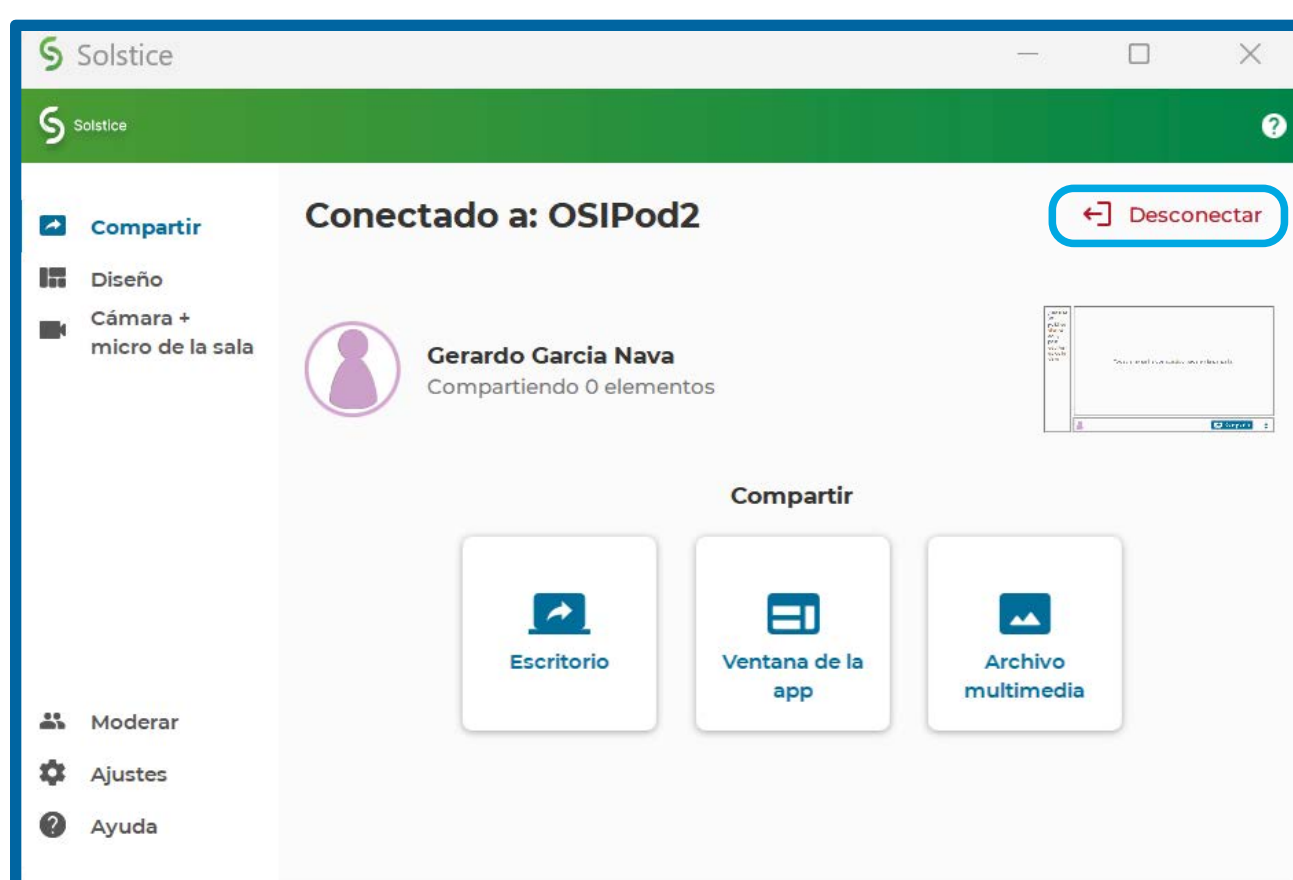 Solstice
Solstice
Compartir
Diseño
Cámara +
micro de la sala
Moderar
Ajustes
Ayuda
Conectado a: OSIPod2
Desconectar
Gerardo Garcia Nava
Compartiendo 0 elementos
Compartir
Compartir
Escritorio
Ventana de la
app
Archivo
multimedia